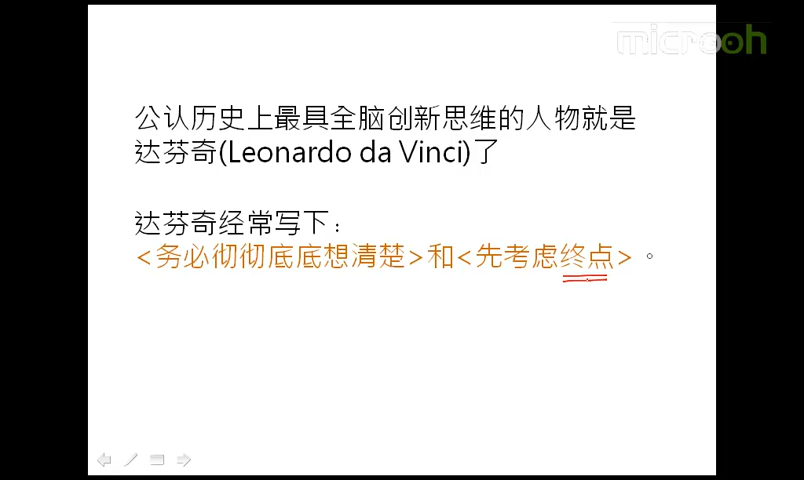 microoh
公认历史上最具全脑创新思维的人物就是
达芬奇(Leonardo da Vinci)了
达芬奇经常写下：
<务必彻彻底底想清楚>和<先考虑终点>。